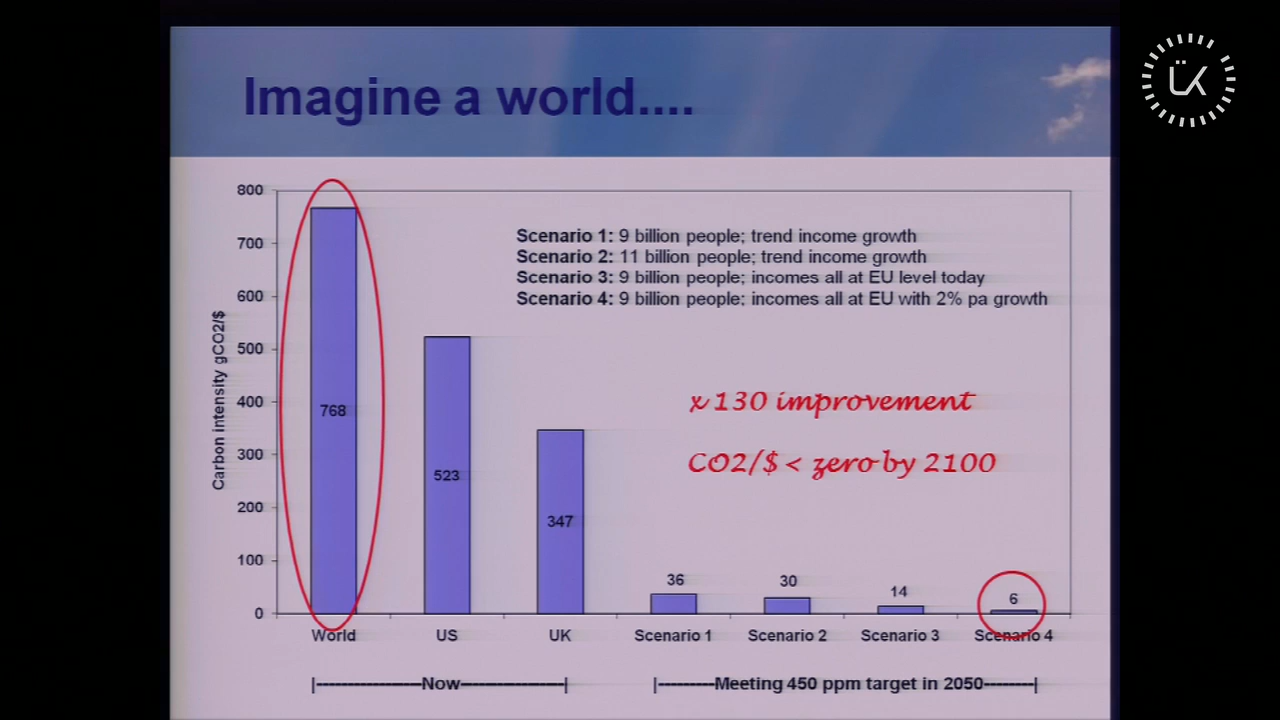 Imagine a world....
800
700
600
500
400
300
200
100
0
Carbon intensity gCO2/$
Scenario 1: 9 billion people; trend income growth
Scenario 2: 11 billion people; trend income growth
Scenario 3: 9 billion people; incomes all at EU level today
Scenario 4: 9 billion people; incomes all at EU with 2% pa growth
x 130 improvement
CO2/$ < zero by 2100
768
523
347
36
30
14
6
World US UK Scenario 1 Scenario 2 Scenario 3 Scenario 4
|---------------Now---------------|
|--------Meeting 450 ppm target in 2050-------|